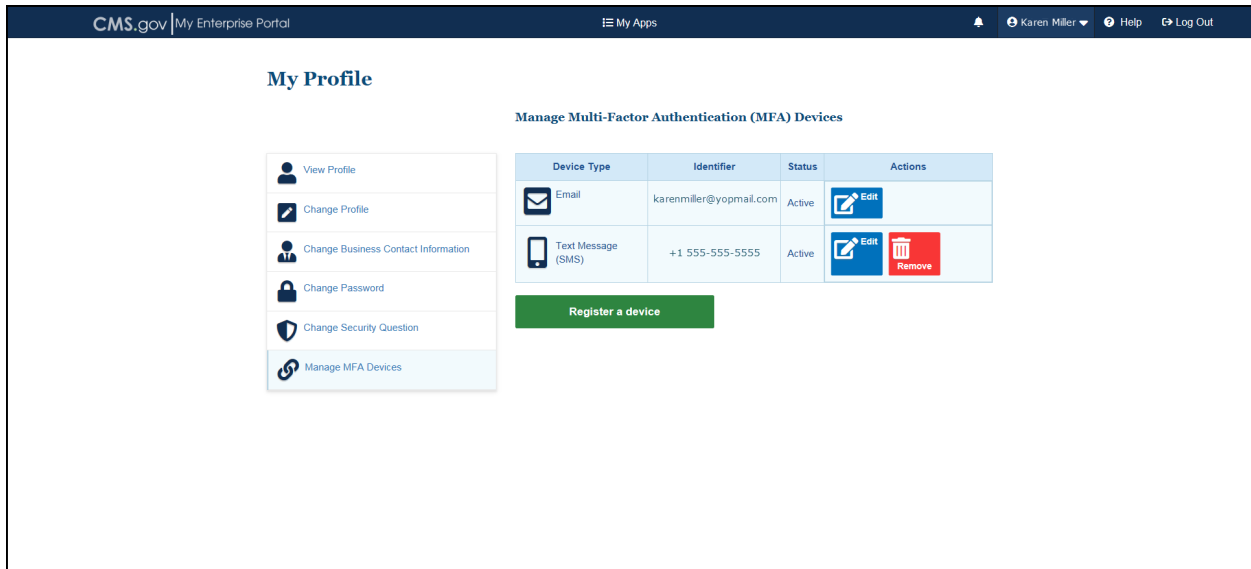 CMS.gov My Enterprise Portal
My Apps
Karen Miller
Help
Log Out
My Profile
Manage Multi-Factor Authentication (MFA) Devices
View Profile
Change Profile
Change Business Contact Information
Change Password
Change Security Question
Manage MFA Devices
Device Type Identifier Status Actions
Email karenmiller@yopmail.com Active Edit
Text Message
(SMS) +1 555-555-5555 Active Edit Remove
Register a device